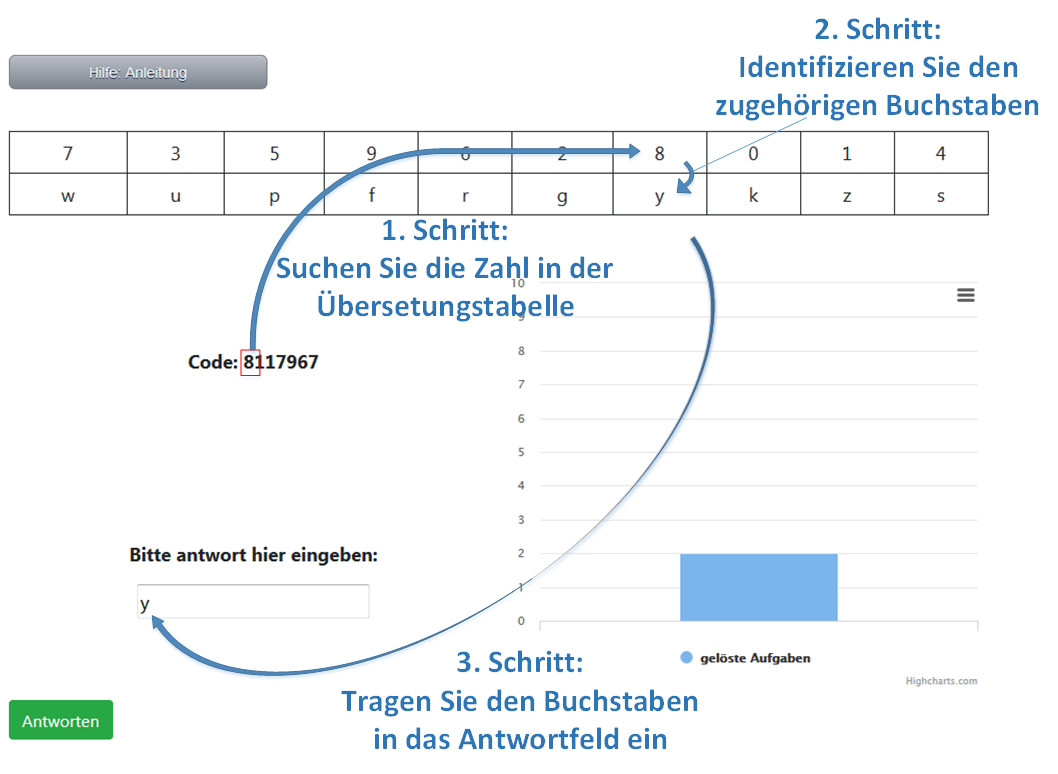 2. Schritt:
Identifizieren Sie den
zugehörigen Buchstaben
Hilfe: Anleitung
7 3 5 9 6 2 8 0 1 4
w u p f r g y k z s
1. Schritt:
Suchen Sie die Zahl in der
Übersetungstabelle
Code: 8117967
10
9
8
7
6
5
4
3
2
1
0
gelöste Aufgaben
Highcharts.com
Bitte antwort hier eingeben:
y
3. Schritt:
Tragen Sie den Buchstaben
in das Antwortfeld ein
Antworten